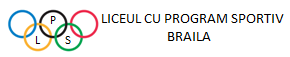 P
L S
LICEUL CU PROGRAM SPORTIV
BRAILA